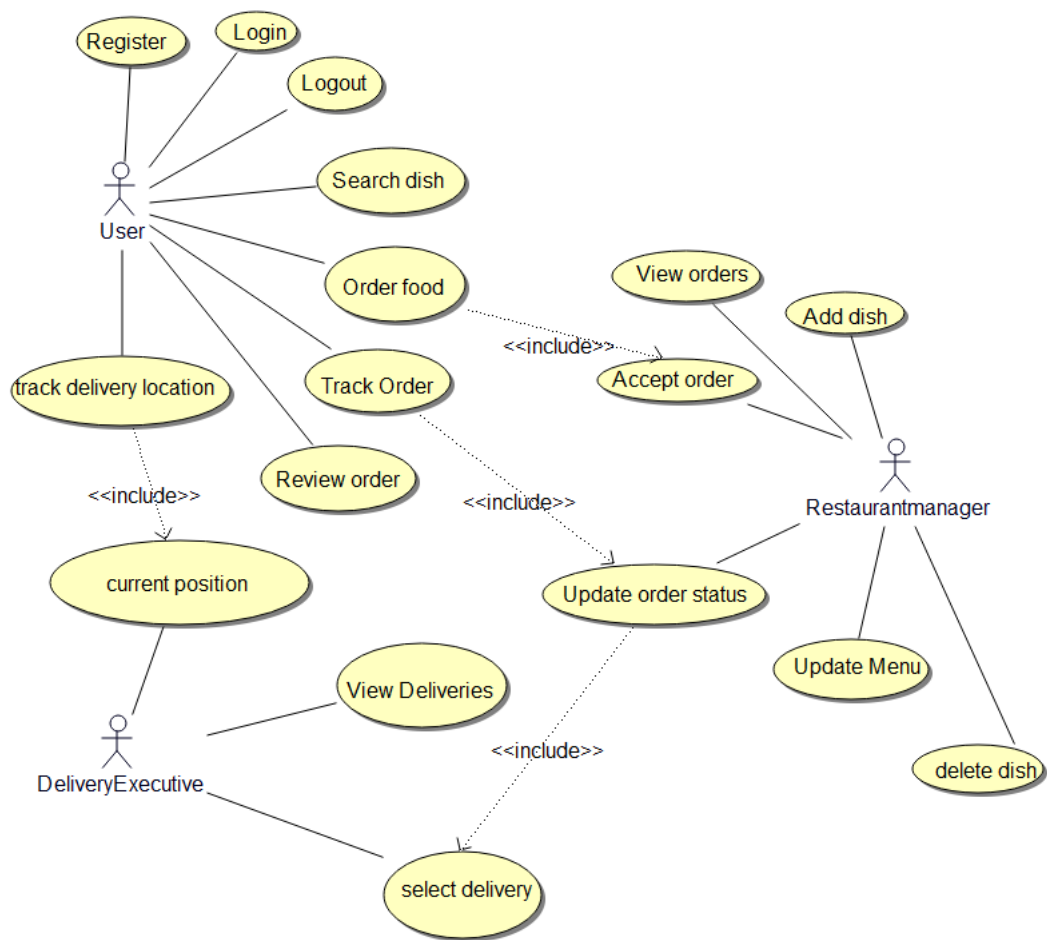 Register
Login
Logout
Search dish
User
Order food
View orders
Add dish
<<include>>
track delivery location
Track Order
Accept order
Review order
<<include>>
<<include>>
Restaurantmanager
current position
Update order status
Update Menu
View Deliveries
<<include>>
DeliveryExecutive
delete dish
select delivery